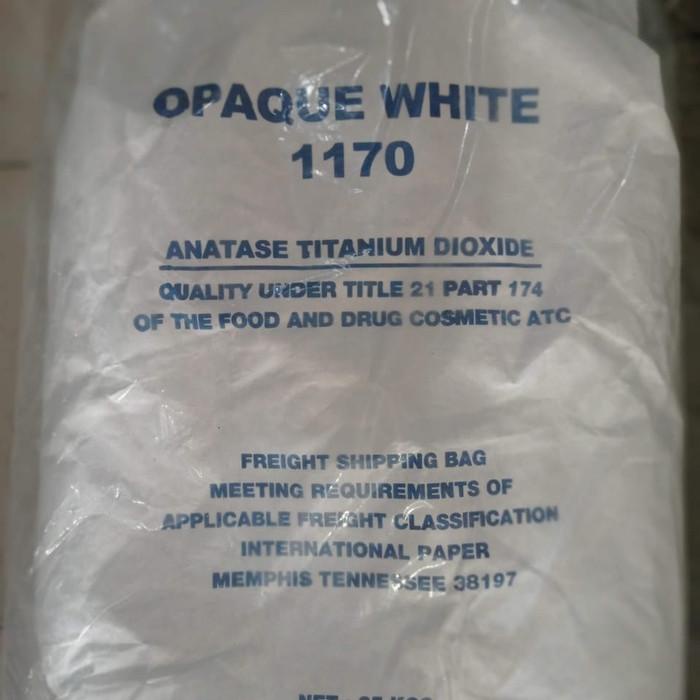 OPAQUE WHITE
1170
ANATASE TITANIUM DIOXIDE
QUALITY UNDER TITLE 21 PART 174
OF THE FOOD AND DRUG COSMETIC ATC
FREIGHT SHIPPING BAG
MEETING REQUIREMENTS OF
APPLICABLE FREIGHT CLASSIFICATION
INTERNATIONAL PAPER
MEMPHIS TENNESSEE 38197